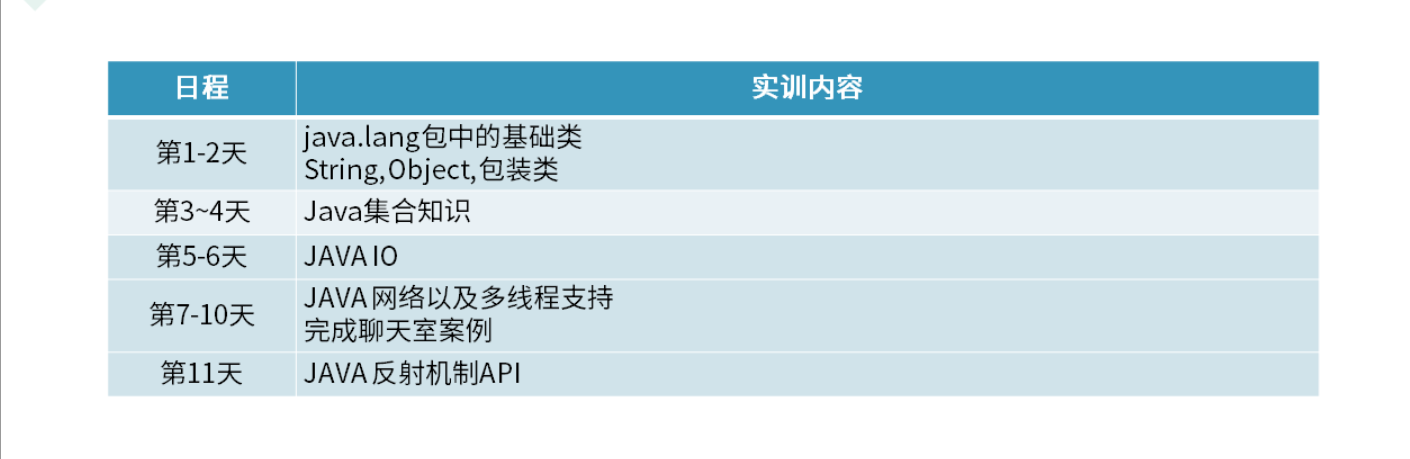 日程 实训内容
第1-2天 java.lang包中的基础类
String,Object,包装类
第3~4天 Java集合知识
第5-6天 JAVA IO
第7-10天 JAVA 网络以及多线程支持
完成聊天室案例
第11天 JAVA 反射机制API